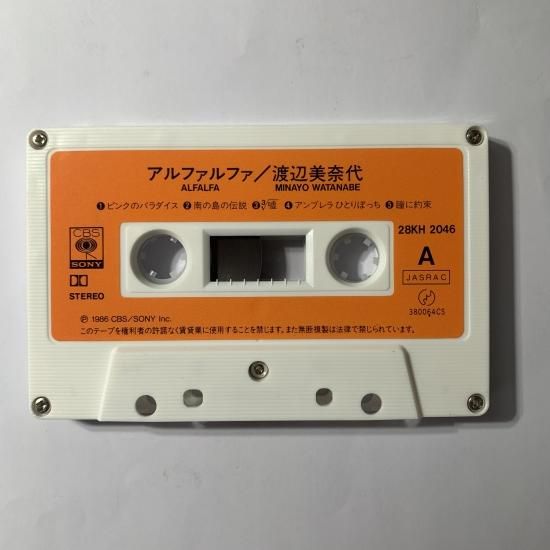 アルファルファ／渡辺美奈代
ALFALFA MINAYO WATANABE
❶ピンクのパラダイス ❷南の島の伝説 ❸嘘 ❹アンブレラ ひとりぼっち ❺瞳に約束
28KH 2046
CBS
SONY
A
JASRAC
STEREO
380064CS
Ⓟ 1986 CBS/SONY Inc.
このテープを権利者の許諾なく賃貸業に使用することを禁じます。また無断複製は法律で禁じられています。